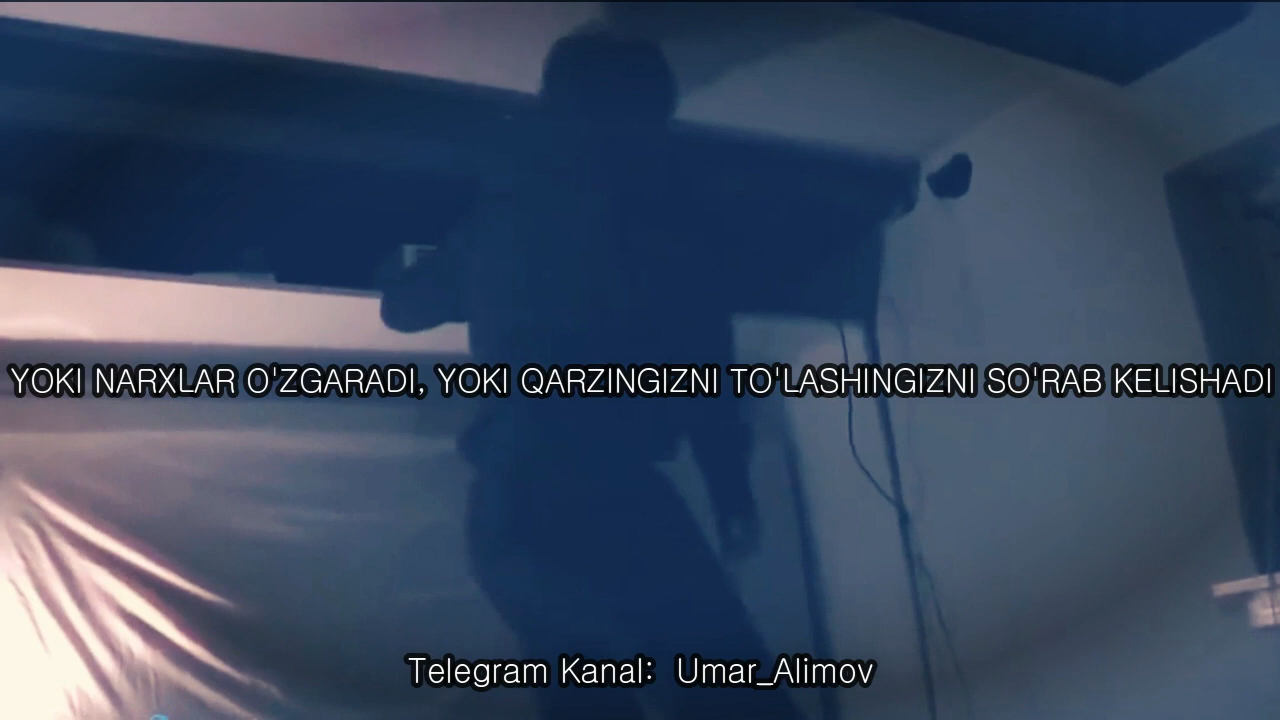 YOKI NARXLAR O'ZGARADI, YOKI QARZINGIZNI TO'LASHINGIZNI SO'RAB KELISHADI
Telegram Kanal: Umar_Alimov